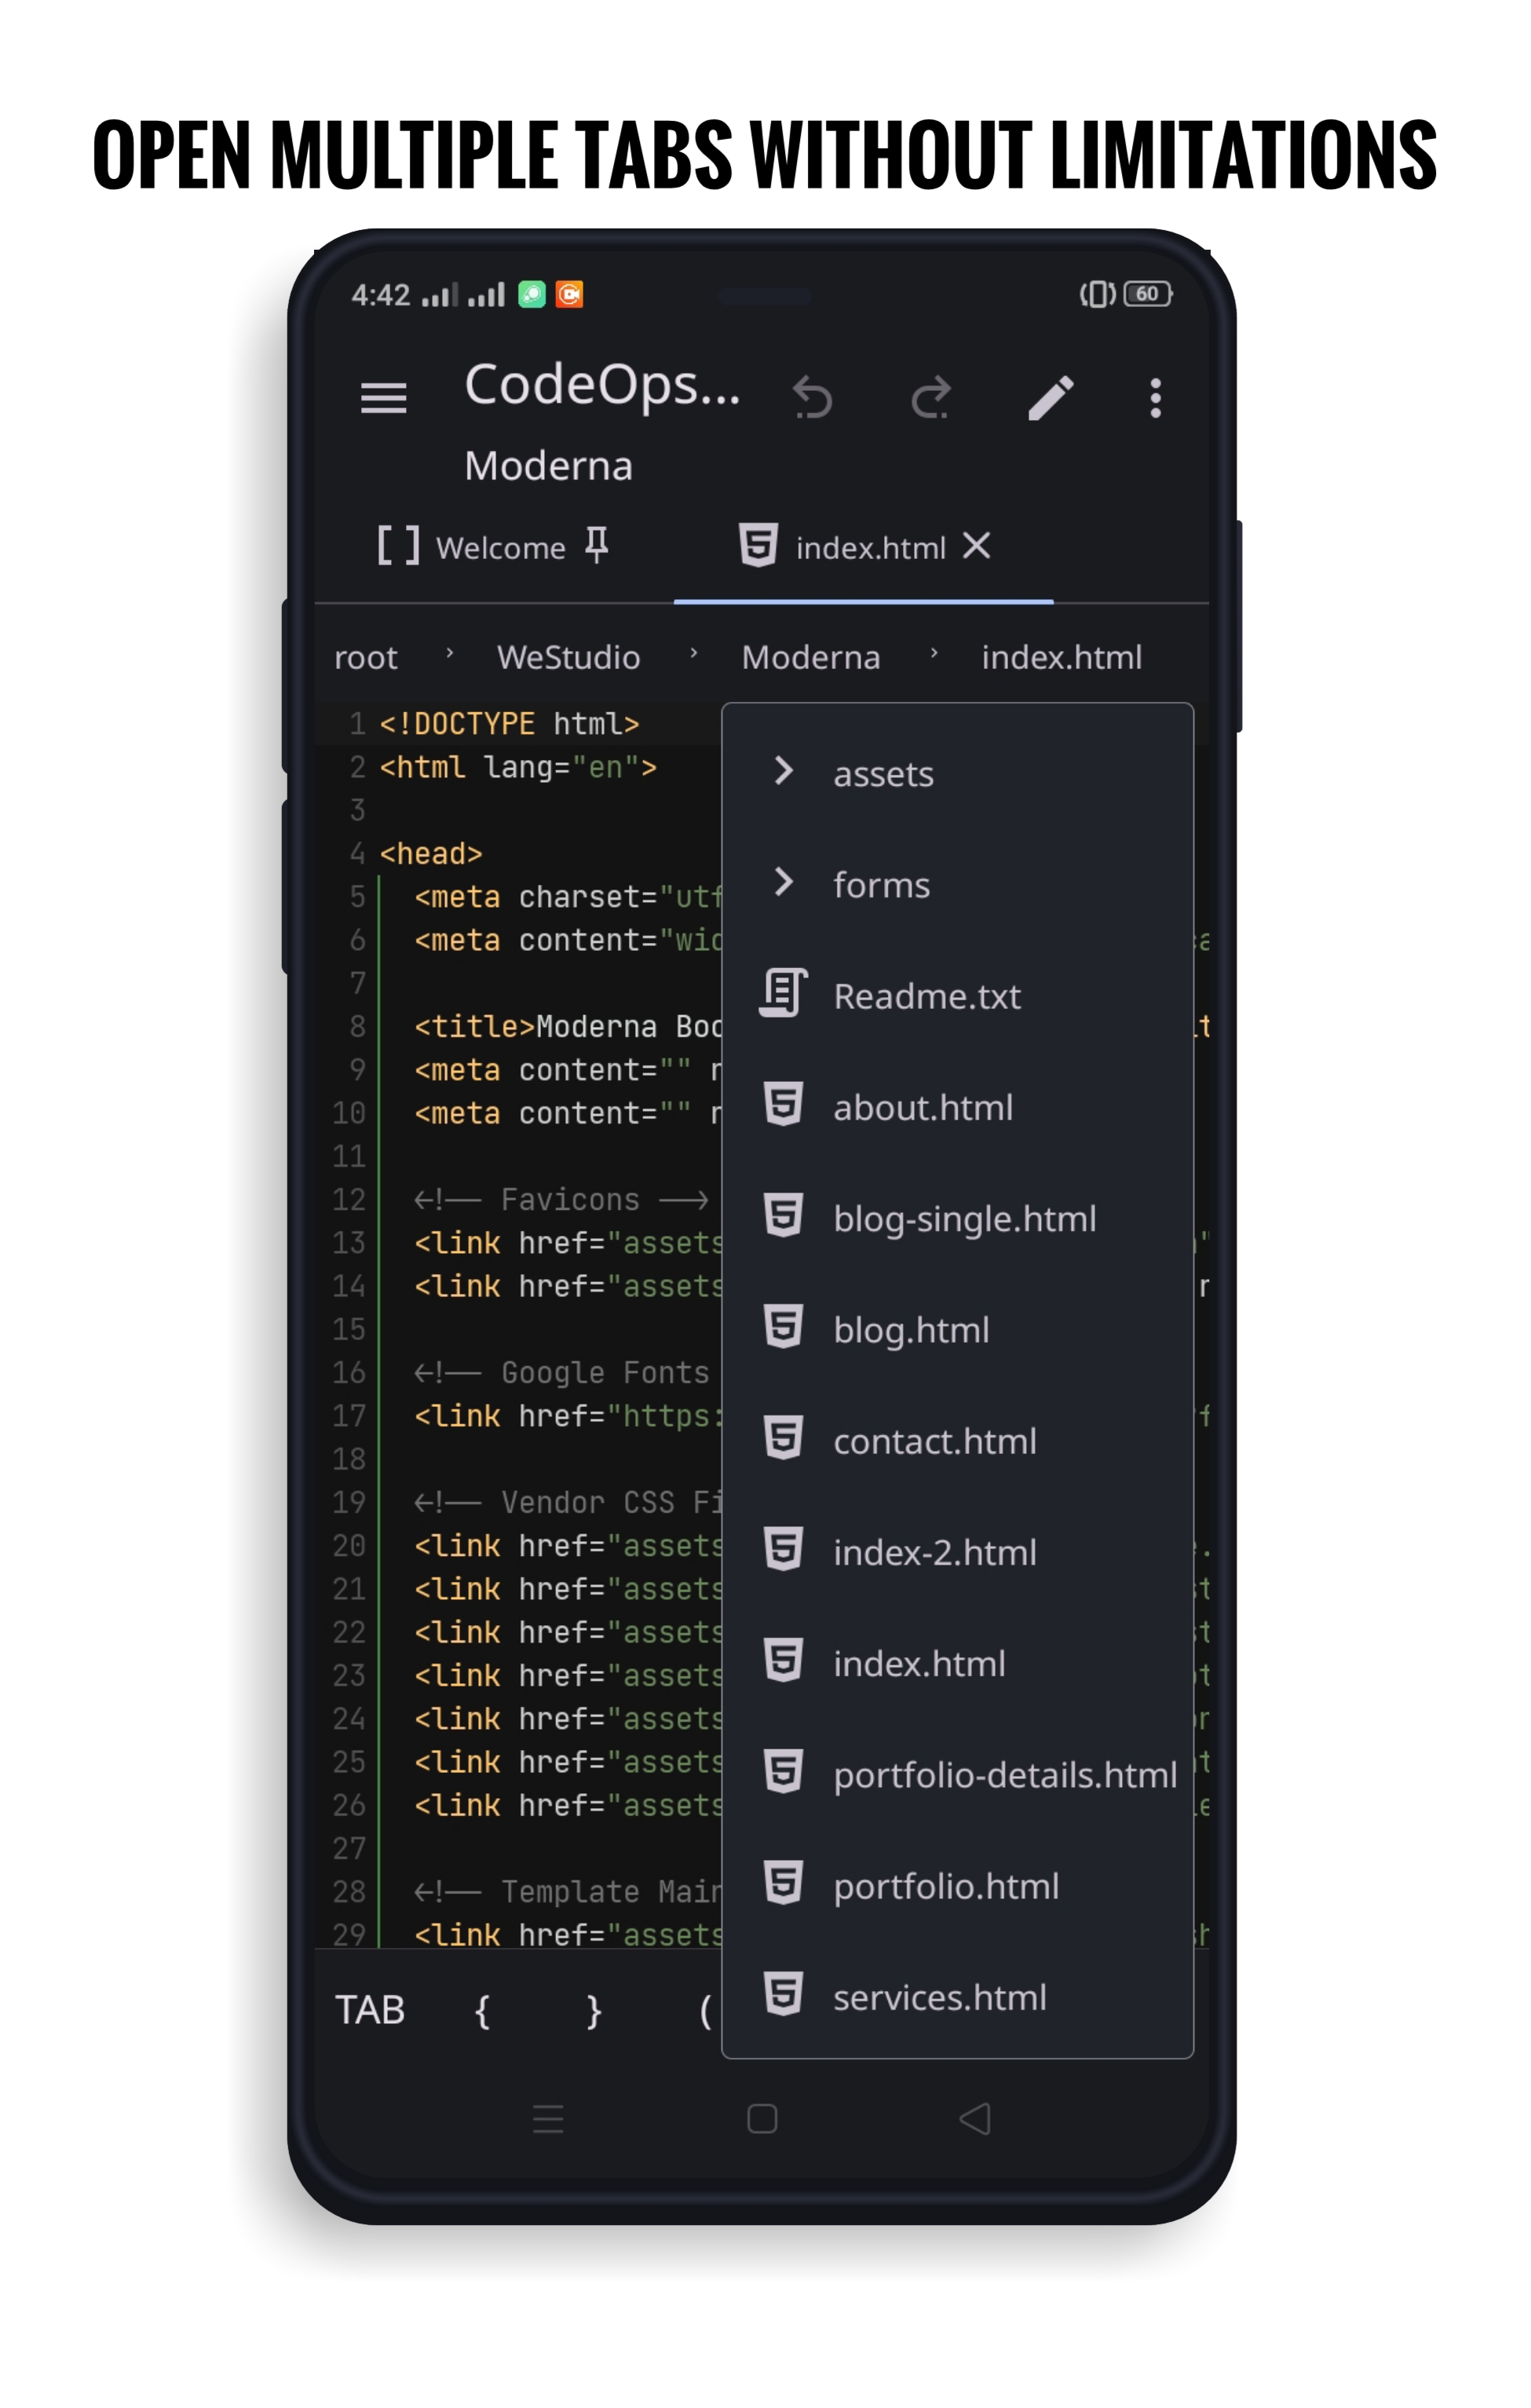 OPEN MULTIPLE TABS WITHOUT LIMITATIONS
4:42 60
CodeOps...
Moderna
[ ] Welcome index.html
root > WeStudio > Moderna > index.html
1 <!DOCTYPE html>
2 <html lang="en">
3
4 <head>
5 <meta charset="utf
6 <meta content="wid
7
8 <title>Moderna Boo
9 <meta content="" r
10 <meta content="" r
11
12 <!-- Favicons -->
13 <link href="assets
14 <link href="assets
15
16 <!-- Google Fonts
17 <link href="https:
18
19 <!-- Vendor CSS Fi
20 <link href="assets
21 <link href="assets
22 <link href="assets
23 <link href="assets
24 <link href="assets
25 <link href="assets
26 <link href="assets
27
28 <!-- Template Main
29 <link href="assets
assets
forms
Readme.txt
about.html
blog-single.html
blog.html
contact.html
index-2.html
index.html
portfolio-details.html
portfolio.html
services.html
TAB { } (